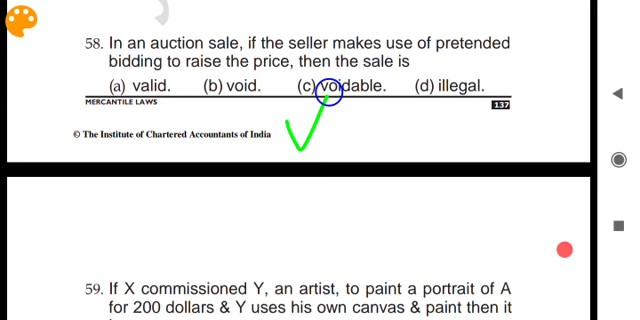 58. In an auction sale, if the seller makes use of pretended
bidding to raise the price, then the sale is
(a) valid. (b) void. (c) voidable. (d) illegal.
MERCANTILE LAWS 137
© The Institute of Chartered Accountants of India
59. If X commissioned Y, an artist, to paint a portrait of A
for 200 dollars & Y uses his own canvas & paint then it